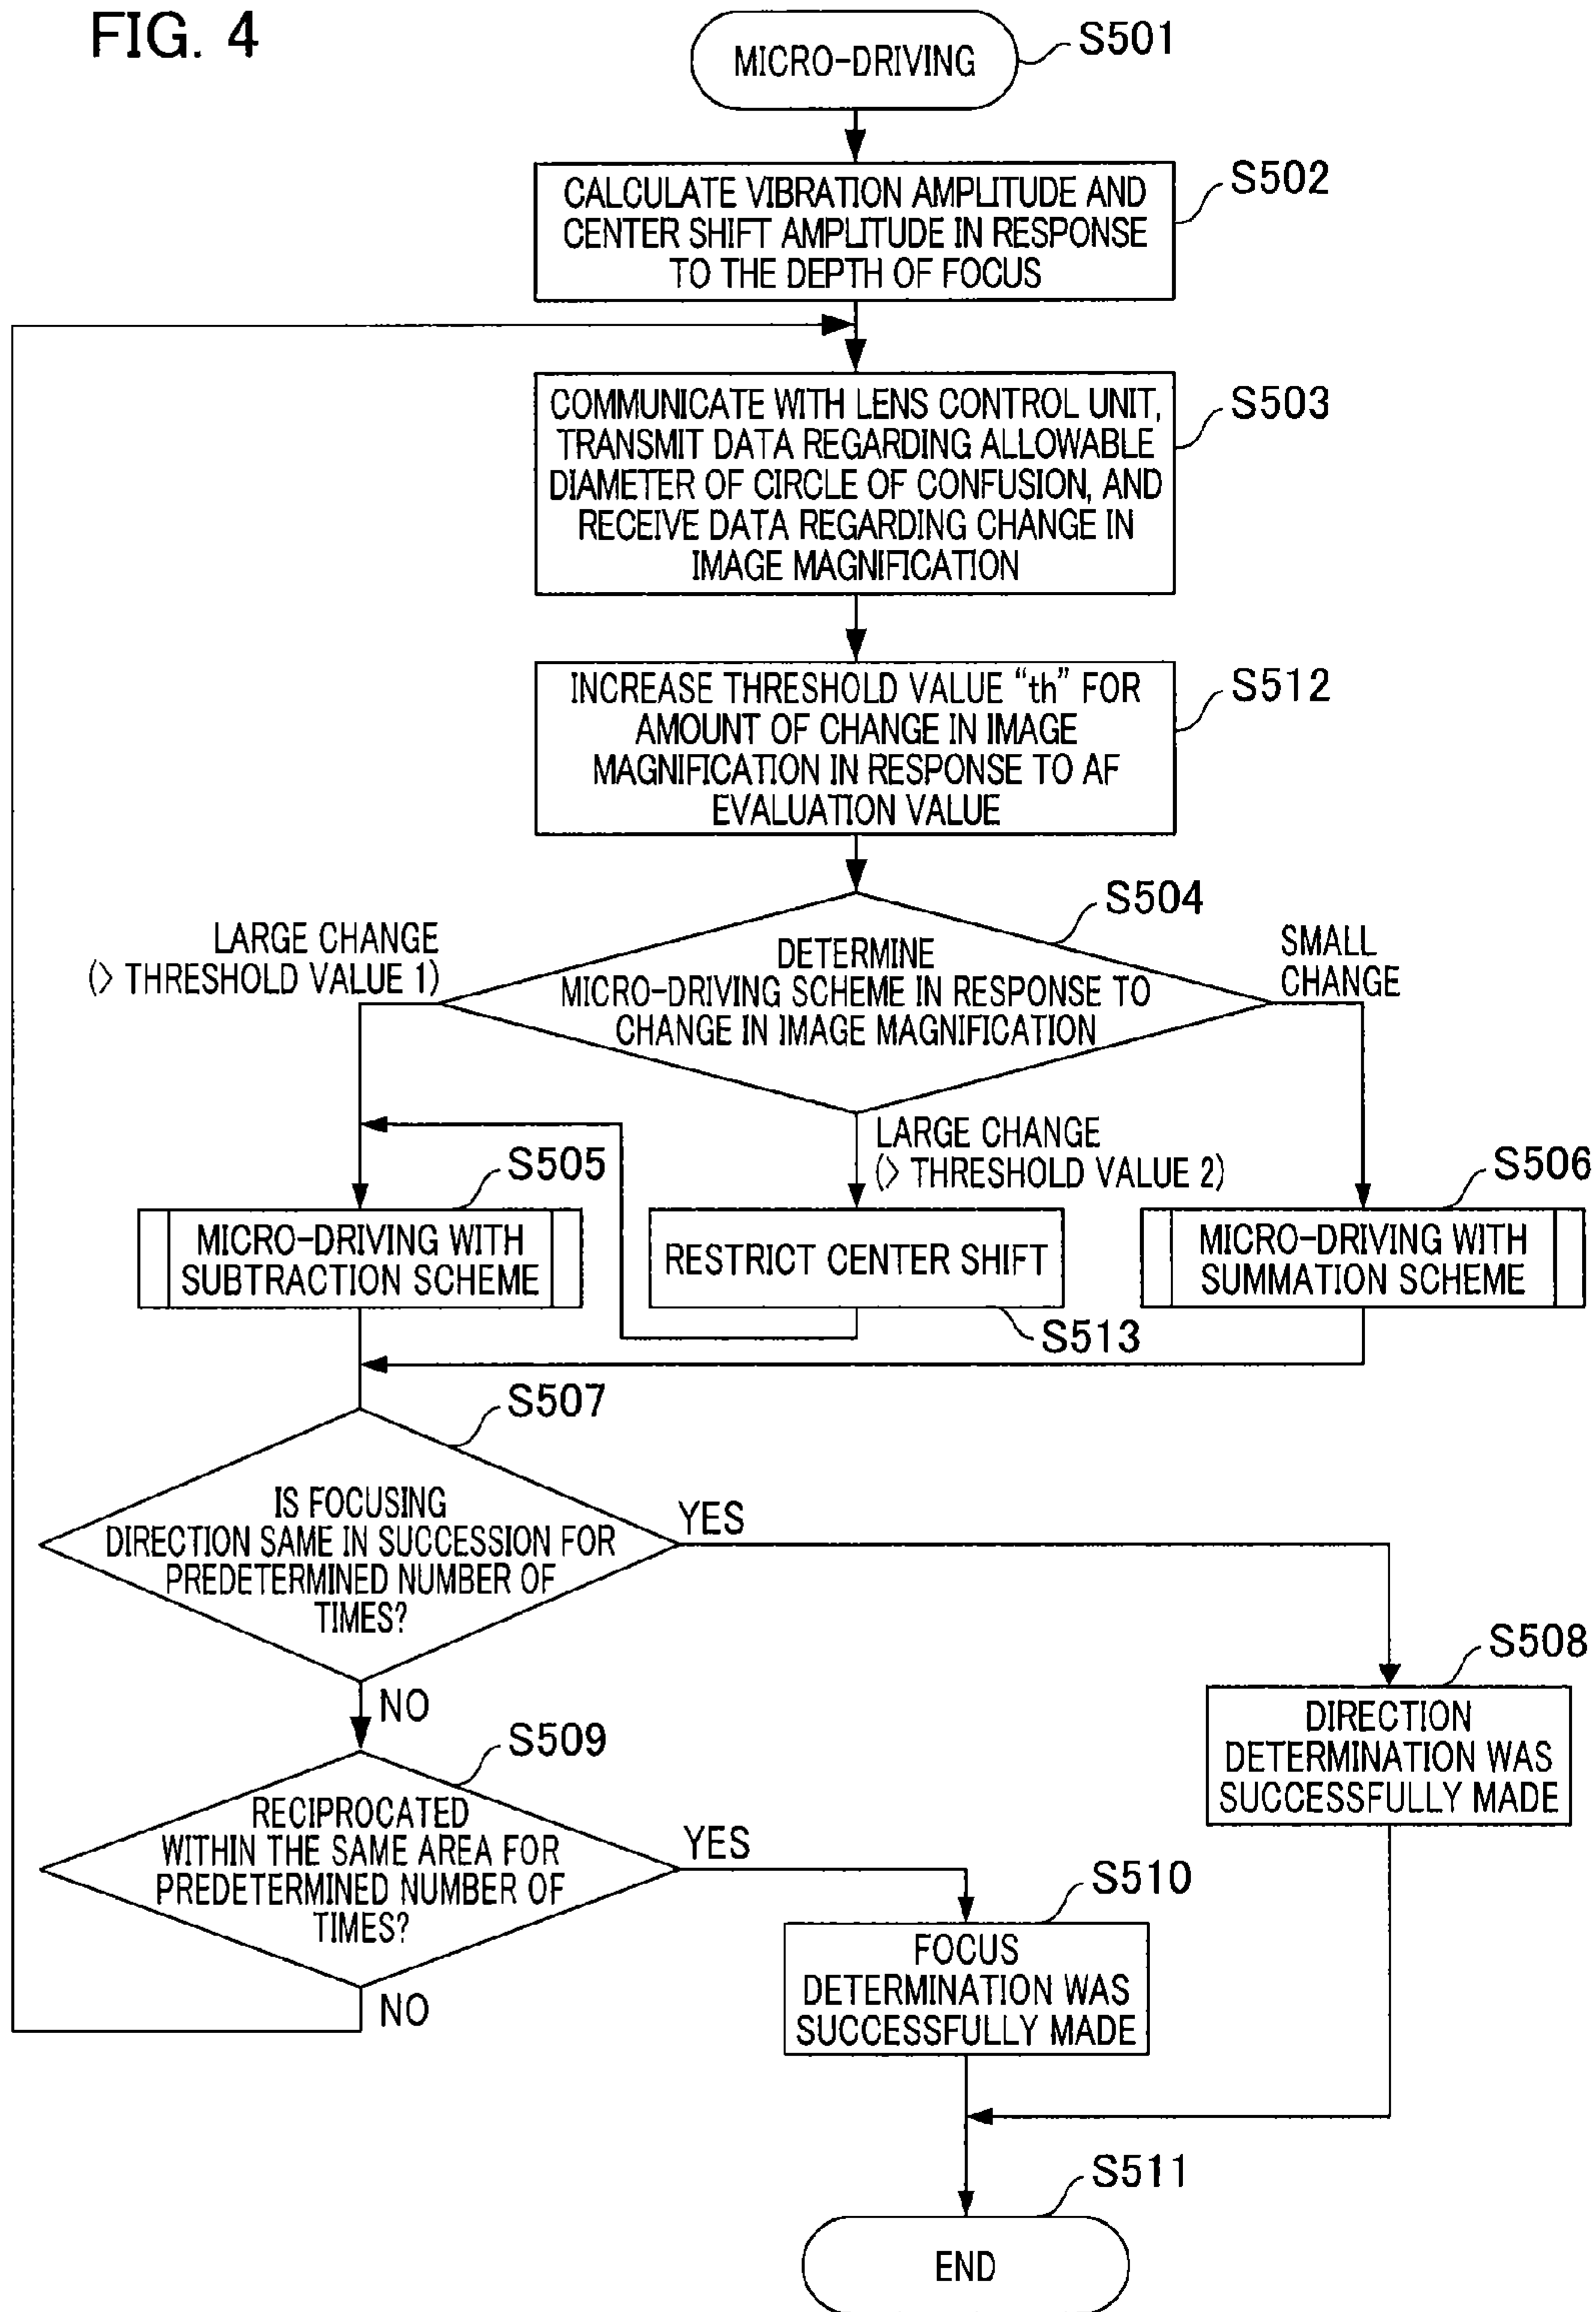 FIG. 4
MICRO-DRIVING
S501
CALCULATE VIBRATION AMPLITUDE AND
CENTER SHIFT AMPLITUDE IN RESPONSE
TO THE DEPTH OF FOCUS
S502
COMMUNICATE WITH LENS CONTROL UNIT,
TRANSMIT DATA REGARDING ALLOWABLE
DIAMETER OF CIRCLE OF CONFUSION, AND
RECEIVE DATA REGARDING CHANGE IN
IMAGE MAGNIFICATION
S503
INCREASE THRESHOLD VALUE “th” FOR
AMOUNT OF CHANGE IN IMAGE
MAGNIFICATION IN RESPONSE TO AF
EVALUATION VALUE
S512
S504
DETERMINE
MICRO-DRIVING SCHEME IN RESPONSE TO
CHANGE IN IMAGE MAGNIFICATION
LARGE CHANGE
(> THRESHOLD VALUE 1)
SMALL
CHANGE
LARGE CHANGE
(> THRESHOLD VALUE 2)
S505
MICRO-DRIVING WITH
SUBTRACTION SCHEME
RESTRICT CENTER SHIFT
S513
S506
MICRO-DRIVING WITH
SUMMATION SCHEME
S507
IS FOCUSING
DIRECTION SAME IN SUCCESSION FOR
PREDETERMINED NUMBER OF
TIMES?
YES
NO
S508
DIRECTION
DETERMINATION WAS
SUCCESSFULLY MADE
S509
RECIPROCATED
WITHIN THE SAME AREA FOR
PREDETERMINED NUMBER OF
TIMES?
YES
NO
S510
FOCUS
DETERMINATION WAS
SUCCESSFULLY MADE
S511
END